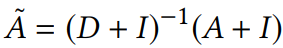 Ã = (D + I)⁻¹(A + I)